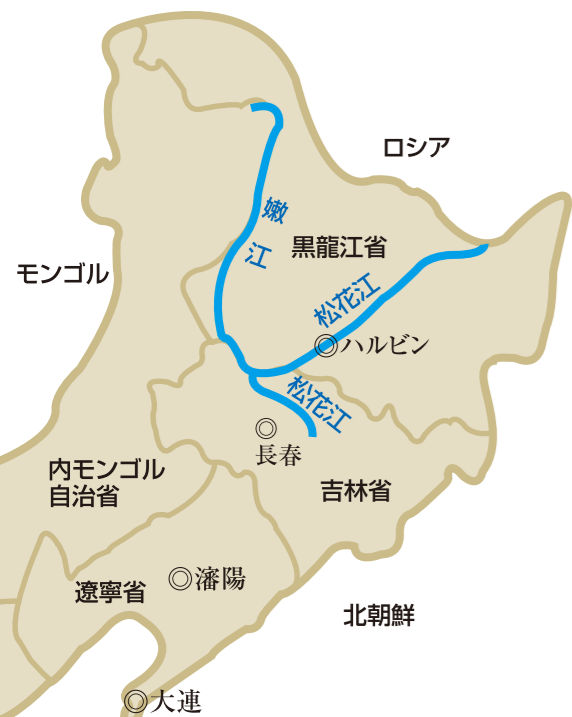 ロシア
嫩江
黒龍江省
モンゴル
松花江
◎ハルビン
松花江
◎
長春
内モンゴル
自治省
吉林省
◎瀋陽
遼寧省
北朝鮮
◎大連